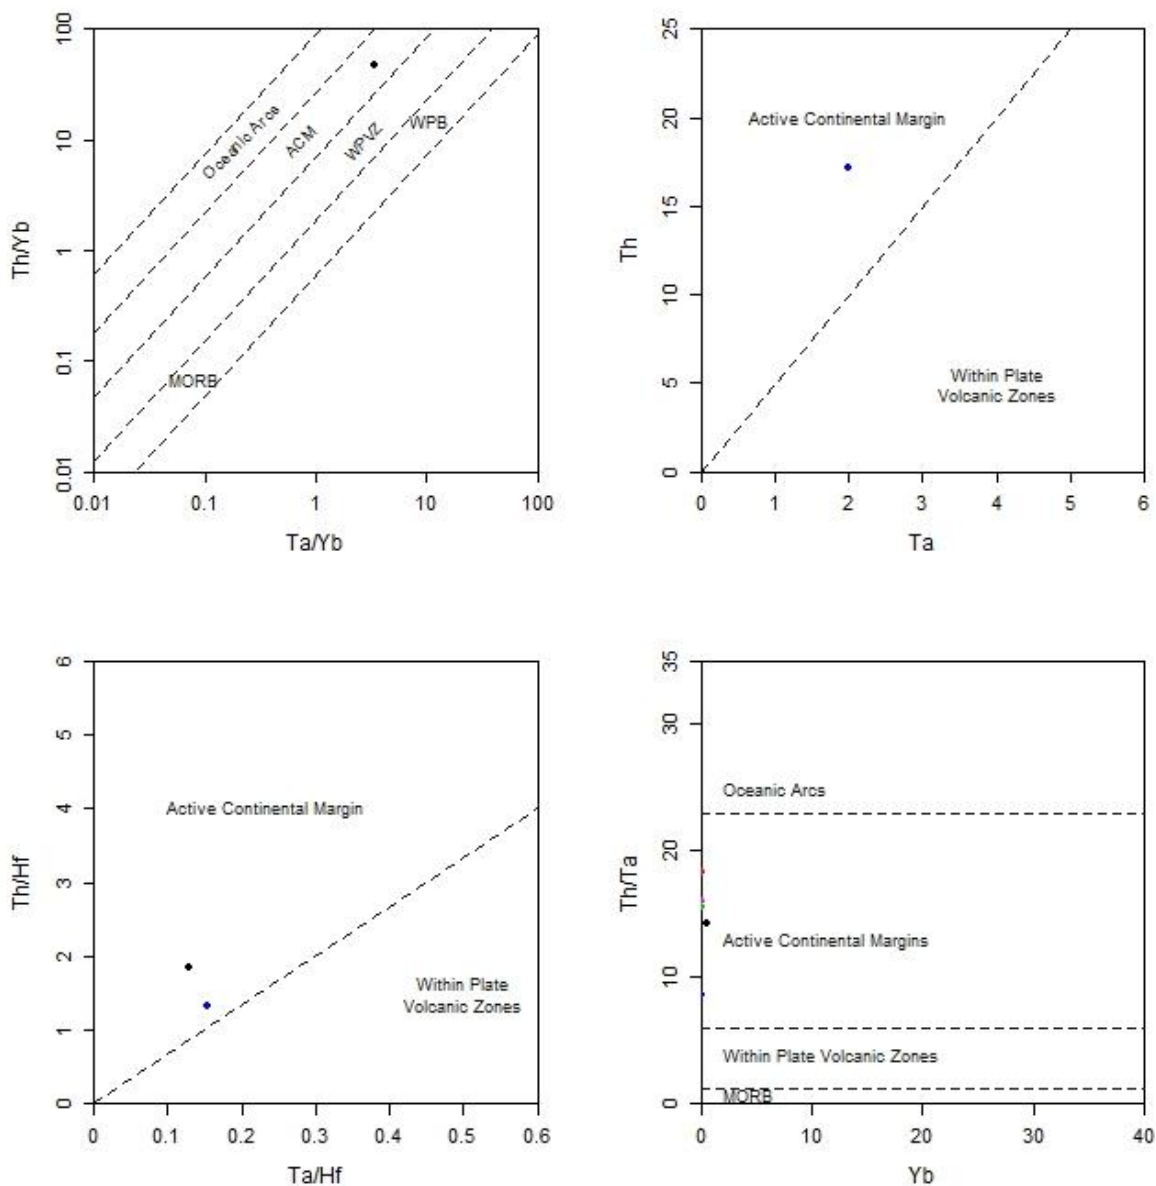 100
10
1
0.1
0.01
Th/Yb
Oceanic Arcs
ACM
WPVZ
WPB
MORB
0.01 0.1 1 10 100
Ta/Yb
25
20
15
10
5
0
Th
Active Continental Margin
Within Plate
Volcanic Zones
0 1 2 3 4 5 6
Ta
6
5
4
3
2
1
0
Th/Hf
Active Continental Margin
Within Plate
Volcanic Zones
0 0.1 0.2 0.3 0.4 0.5 0.6
Ta/Hf
35
30
20
10
0
Th/Ta
Oceanic Arcs
Active Continental Margins
Within Plate Volcanic Zones
MORB
0 10 20 30 40
Yb